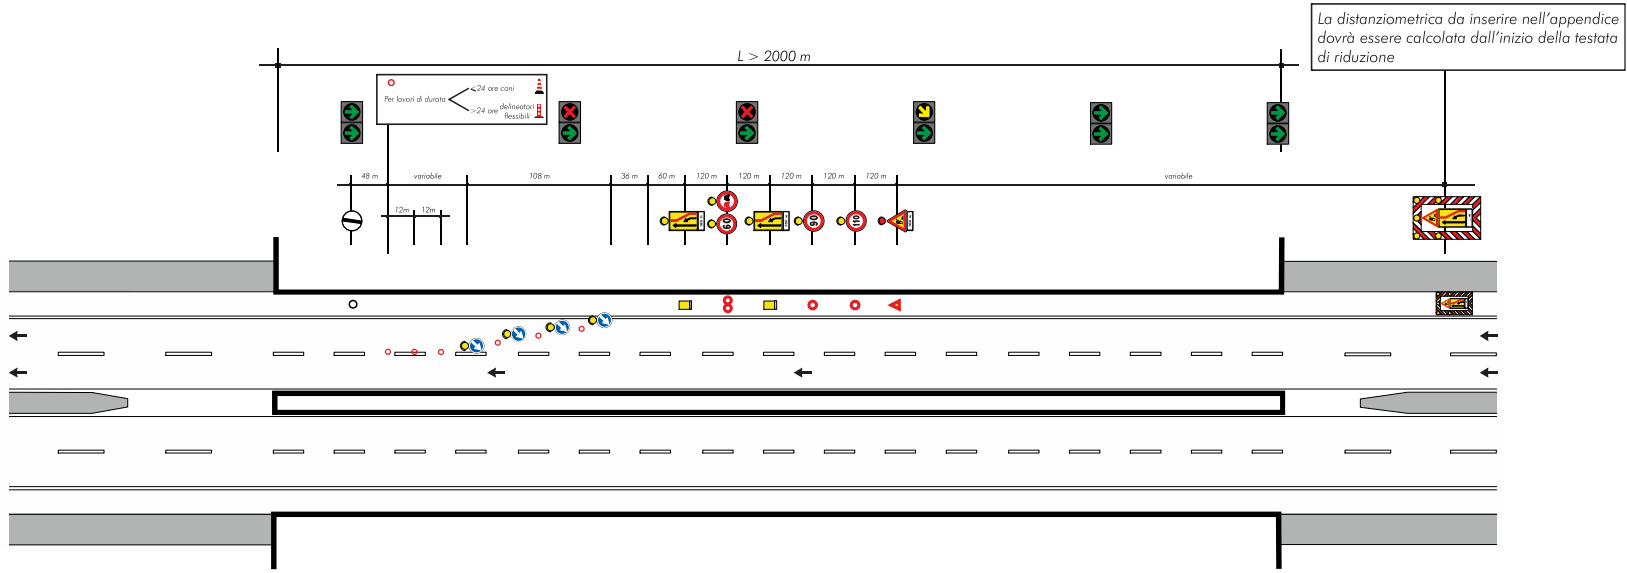 La distanziometrica da inserire nell'appendice
dovrà essere calcolata dall'inizio della testata
di riduzione
L > 2000 m
Per lavori di durata
<24 ore coni
>24 ore delineatori
flessibili
48 m
variabile
108 m
36 m
60 m
120 m
120 m
120 m
120 m
variabile
12m
12m
60
90
110